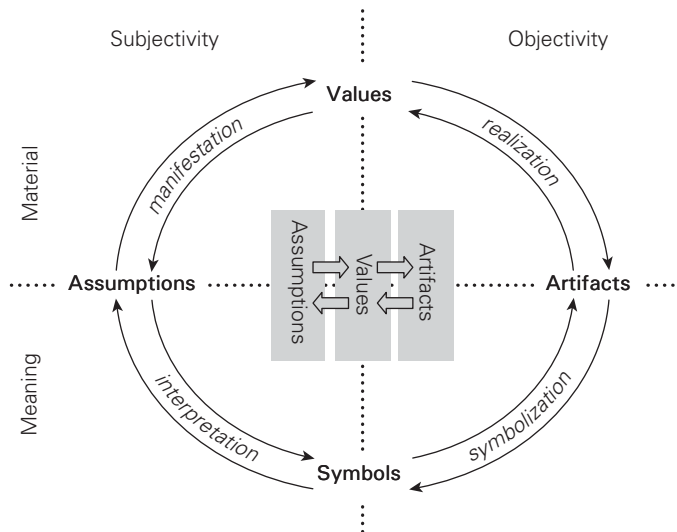 Subjectivity
Objectivity
Values
manifestation
realization
Material
Assumptions
Values
Artifacts
Assumptions
Artifacts
Meaning
interpretation
symbolization
Symbols